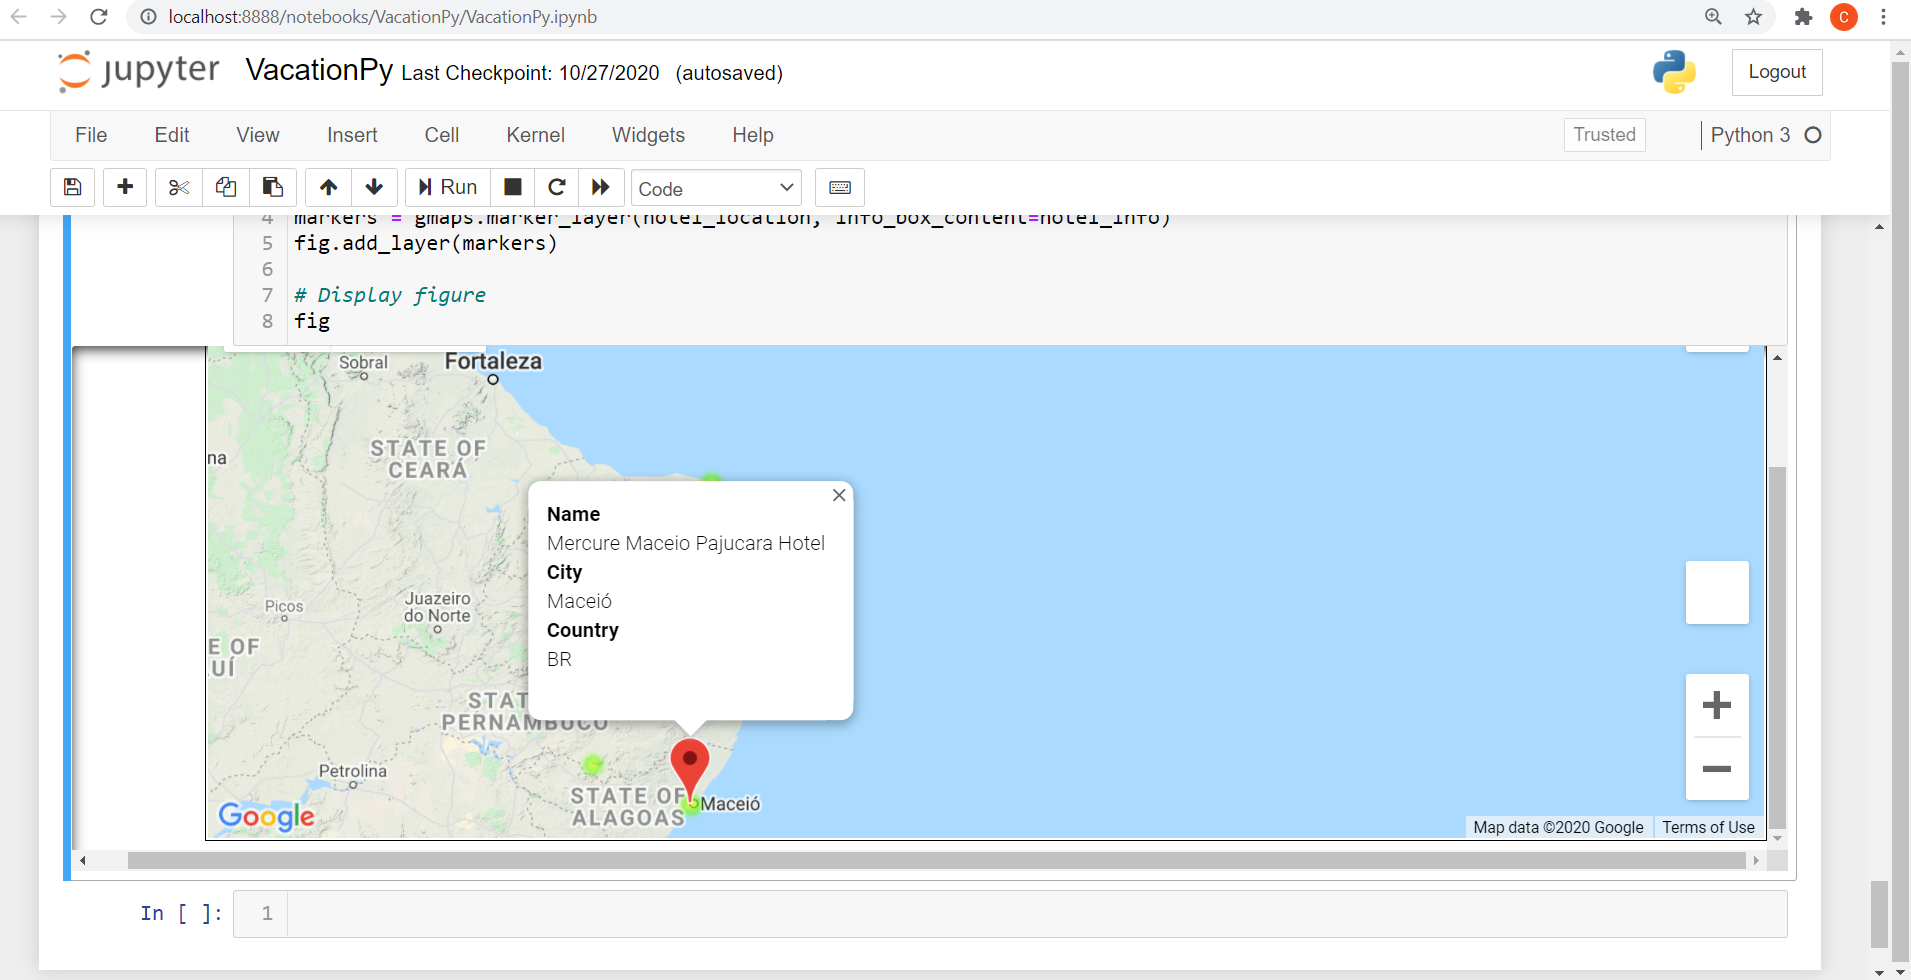 localhost:8888/notebooks/VacationPy/VacationPy.ipynb
C
jupyter VacationPy Last Checkpoint: 10/27/2020 (autosaved)
Logout
File Edit View Insert Cell Kernel Widgets Help
Trusted
Python 3
Run
Code
4 markers = gmaps.marker_layer(hotel_location, info_box_content=hotel_info)
5 fig.add_layer(markers)
6
7 # Display figure
8 fig
Sobral
Fortaleza
STATE OF
CEARÁ
na
Name
Mercure Maceio Pajucara Hotel
City
Maceió
Country
BR
Juazeiro
do Norte
Picos
E OF
UÍ
STAT
PERNAMBUCO
Petrolina
STATE OF
ALAGOAS
Maceió
Google
Map data ©2020 Google
Terms of Use
In [ ]: 1